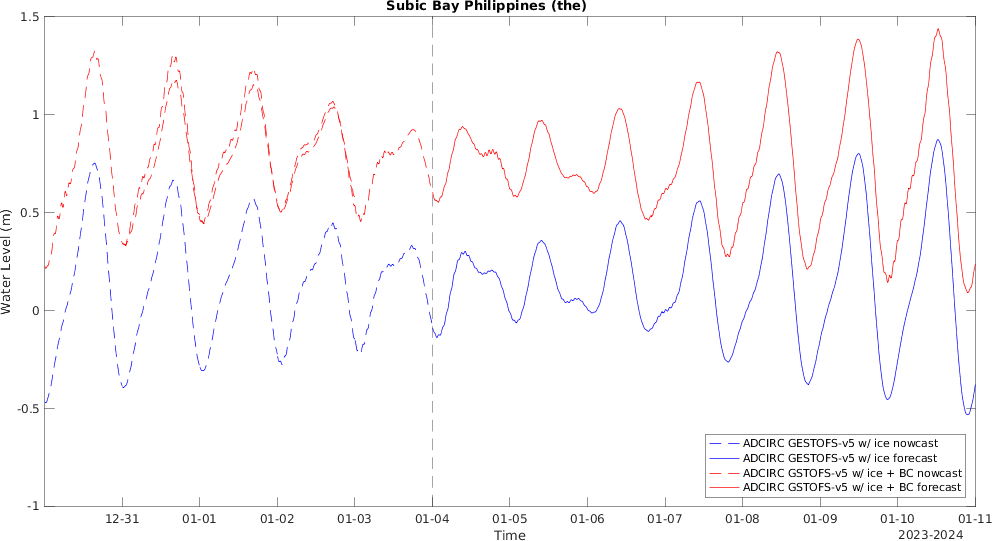 Subic Bay Philippines (the)
1.5
1
0.5
0
-0.5
-1
Water Level (m)
12-31 01-01 01-02 01-03 01-04 01-05 01-06 01-07 01-08 01-09 01-10 01-11
Time
2023-2024
ADCIRC GESTOFS-v5 w/ ice nowcast
ADCIRC GESTOFS-v5 w/ ice forecast
ADCIRC GSTOFS-v5 w/ ice + BC nowcast
ADCIRC GSTOFS-v5 w/ ice + BC forecast